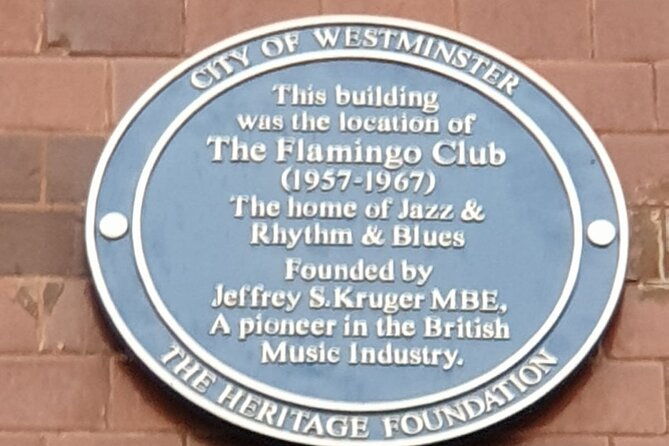 CITY OF WESTMINSTER
This building
was the location of
The Flamingo Club
(1957-1967)
The home of Jazz &
Rhythm & Blues
Founded by
Jeffrey S.Kruger MBE,
A pioneer in the British
Music Industry.
THE HERITAGE FOUNDATION